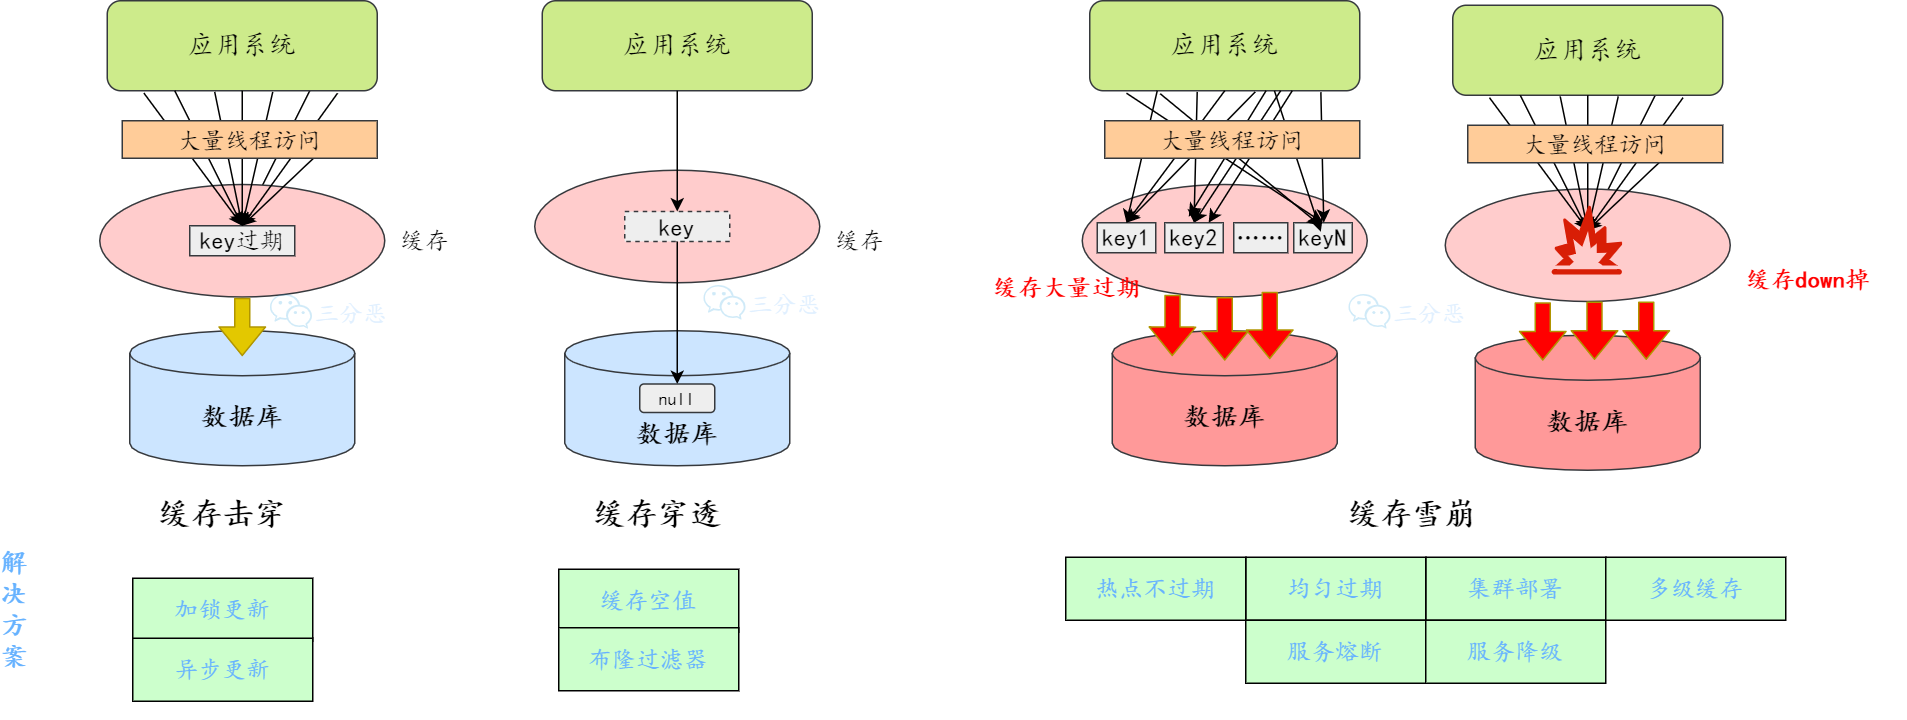 应用系统
大量线程访问
key过期
缓存
三分恶
数据库
缓存击穿
应用系统
key
缓存
三分恶
null
数据库
缓存穿透
应用系统
大量线程访问
key1
key2
……
keyN
缓存大量过期
三分恶
数据库
应用系统
大量线程访问
缓存down掉
数据库
缓存雪崩
解决方案
加锁更新
异步更新
缓存空值
布隆过滤器
热点不过期
均匀过期
集群部署
多级缓存
服务熔断
服务降级